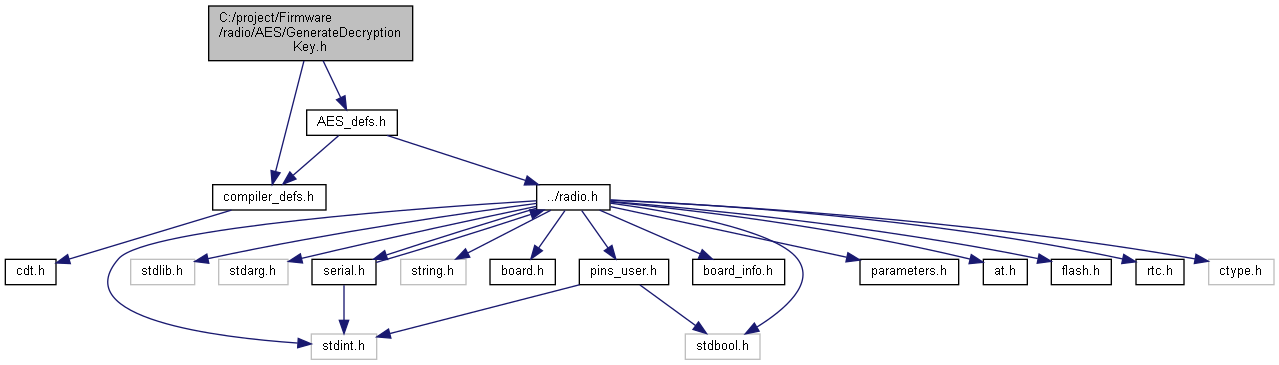 C:/project/Firmware
/radio/AES/GenerateDecryption
Key.h
AES_defs.h
compiler_defs.h
../radio.h
cdt.h
stdlib.h
stdarg.h
serial.h
string.h
board.h
pins_user.h
board_info.h
parameters.h
at.h
flash.h
rtc.h
ctype.h
stdint.h
stdbool.h